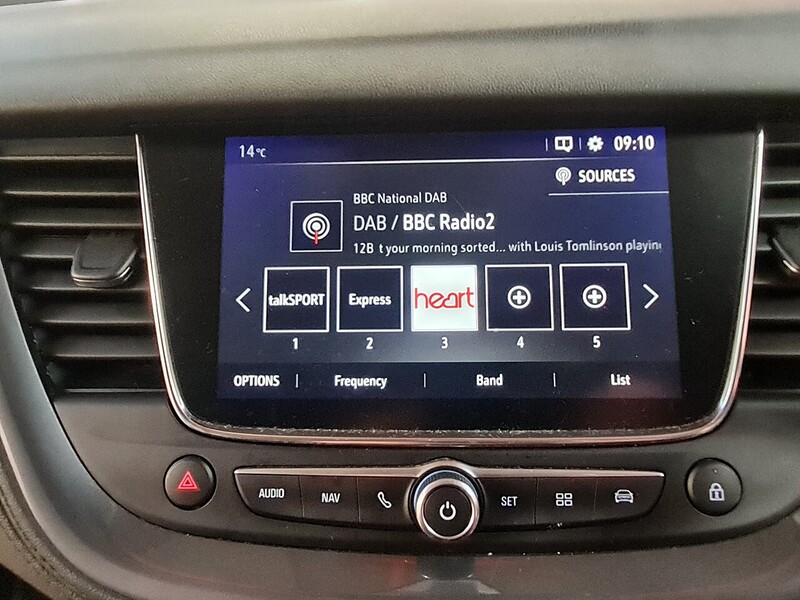 14°C 09:10
SOURCES
BBC National DAB
DAB / BBC Radio2
12B t your morning sorted... with Louis Tomlinson playin
talkSPORT Express heart
1 2 3 4 5
OPTIONS Frequency Band List
AUDIO NAV SET